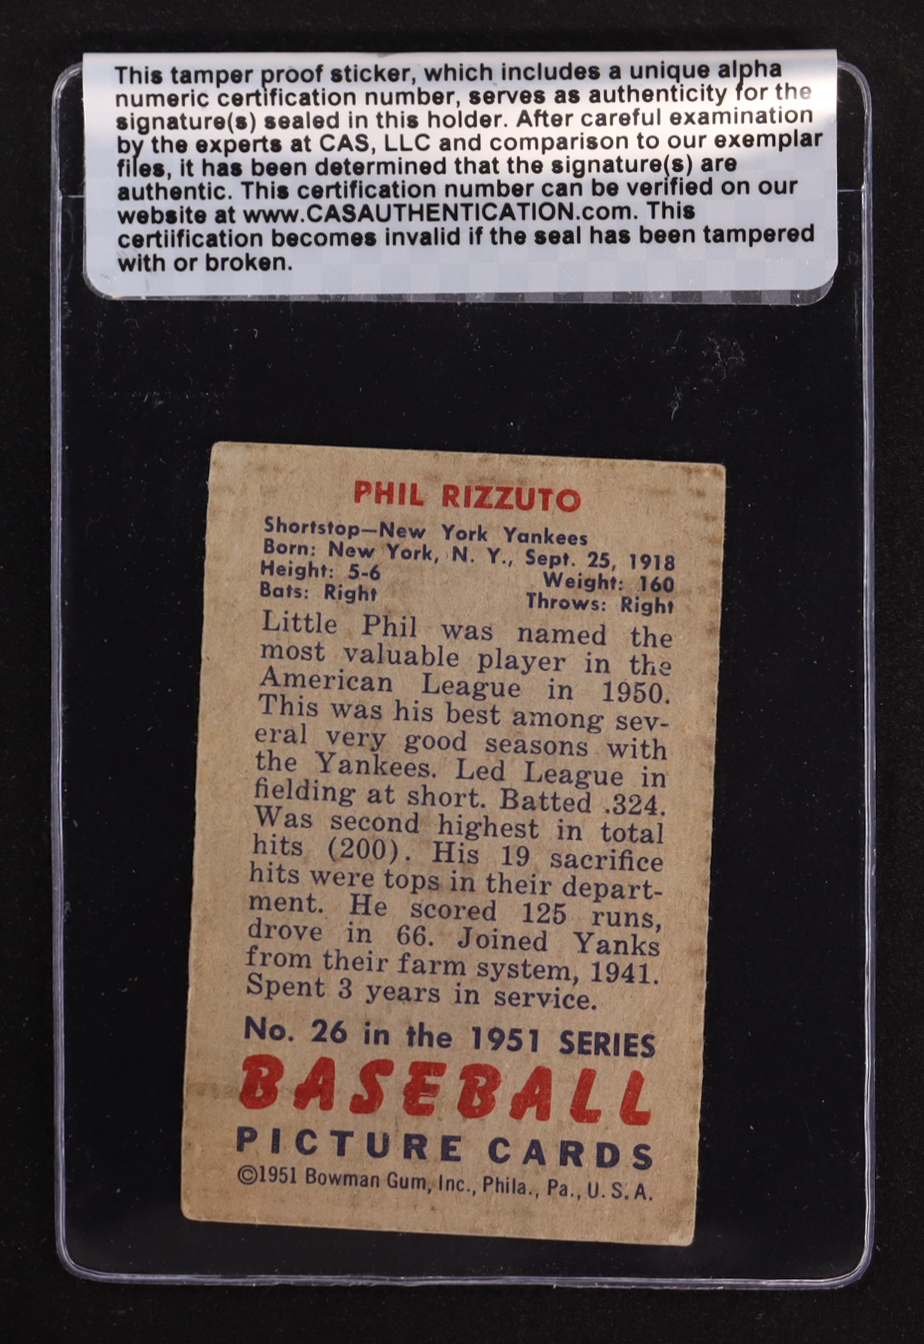 This tamper proof sticker, which includes a unique alpha
numeric certification number, serves as authenticity for the
signature(s) sealed in this holder. After careful examination
by the experts at CAS, LLC and comparison to our exemplar
files, it has been determined that the signature(s) are
authentic. This certification number can be verified on our
website at www.CASAUTHENTICATION.com. This
certiification becomes invalid if the seal has been tampered
with or broken.
PHIL RIZZUTO
Shortstop—New York Yankees
Born: New York, N. Y., Sept. 25, 1918
Height: 5-6 Weight: 160
Bats: Right Throws: Right
Little Phil was named the
most valuable player in the
American League in 1950.
This was his best among sev-
eral very good seasons with
the Yankees. Led League in
fielding at short. Batted .324.
Was second highest in total
hits (200). His 19 sacrifice
hits were tops in their depart-
ment. He scored 125 runs,
drove in 66. Joined Yanks
from their farm system, 1941.
Spent 3 years in service.
No. 26 in the 1951 SERIES
BASEBALL
PICTURE CARDS
©1951 Bowman Gum, Inc., Phila., Pa., U. S. A.